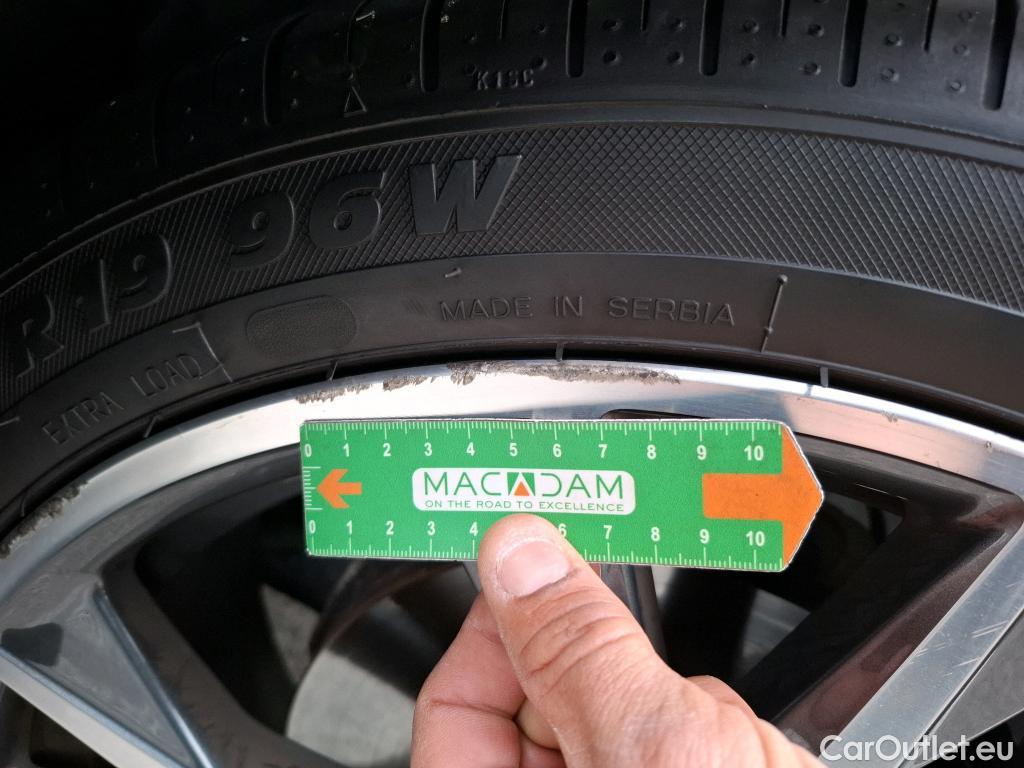 K1SC
R19 96W
MADE IN SERBIA
EXTRA LOAD
0 1 2 3 4 5 6 7 8 9 10
MACADAM
ON THE ROAD TO EXCELLENCE
0 1 2 3 4 6 7 8 9 10
CarOutlet.eu